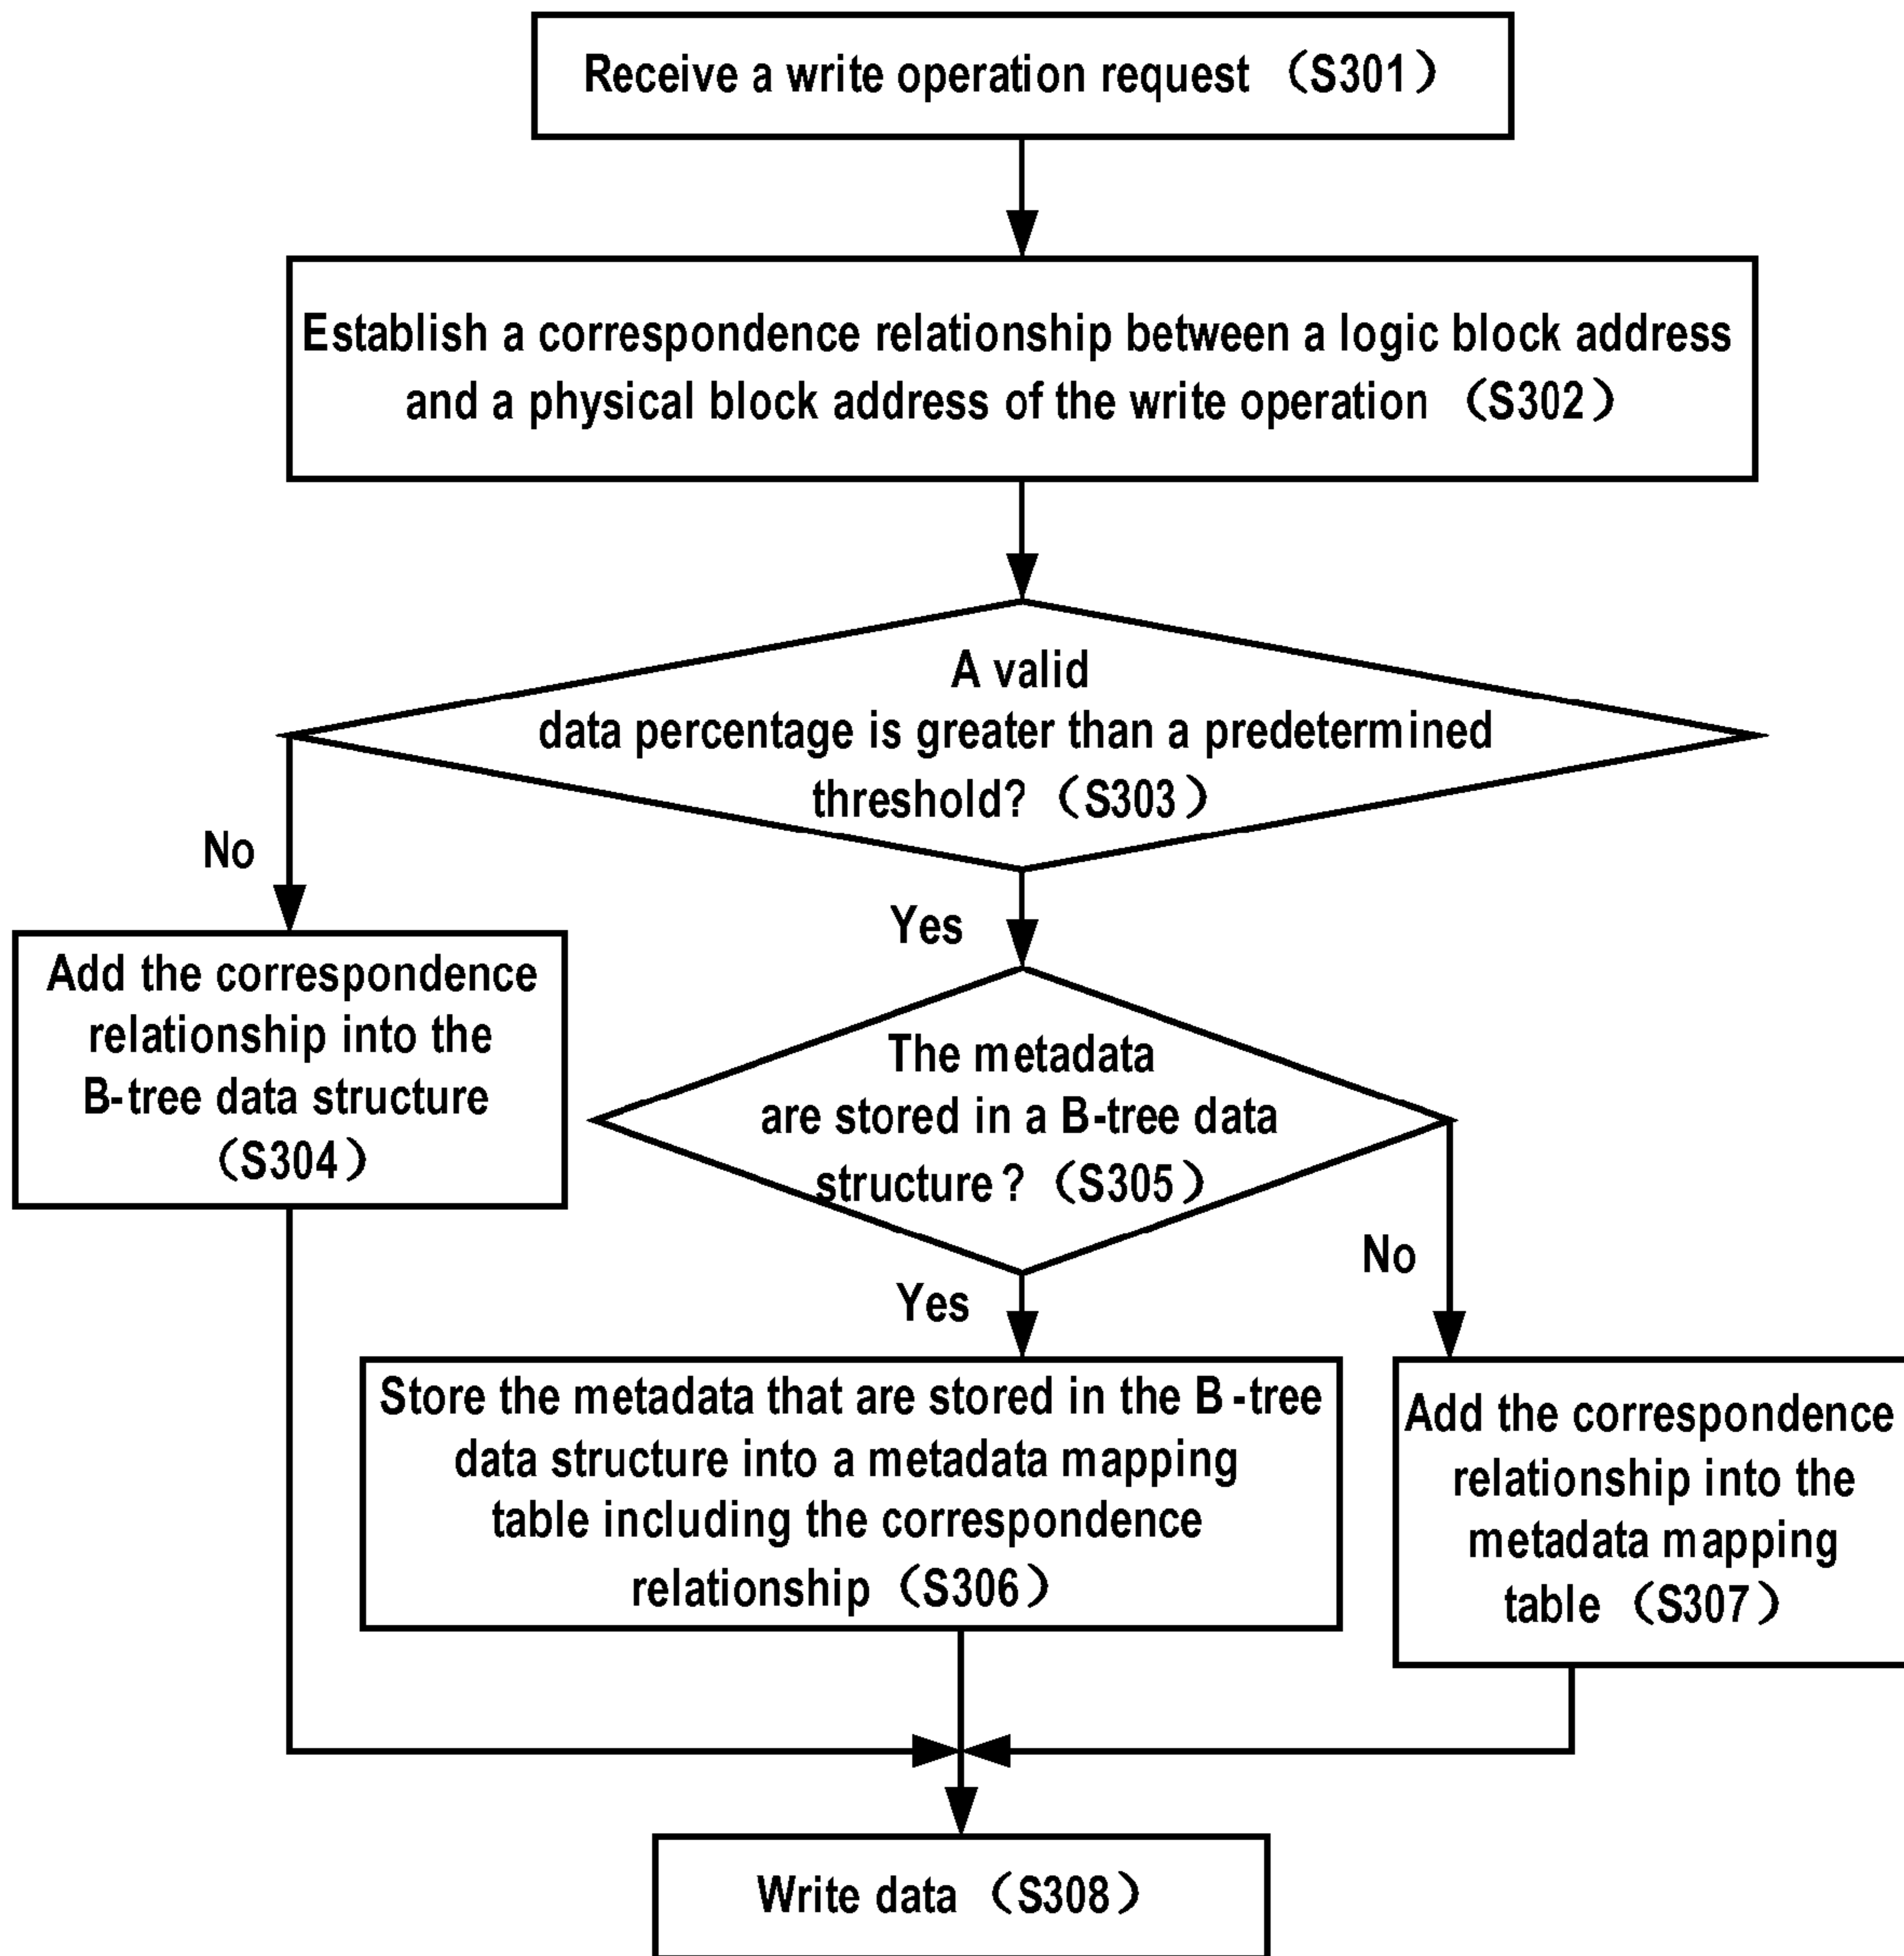 Receive a write operation request （S301）
Establish a correspondence relationship between a logic block address
and a physical block address of the write operation （S302）
A valid
data percentage is greater than a predetermined
threshold? （S303）
No
Yes
Add the correspondence
relationship into the
B-tree data structure
（S304）
The metadata
are stored in a B-tree data
structure? （S305）
No
Yes
Store the metadata that are stored in the B-tree
data structure into a metadata mapping
table including the correspondence
relationship （S306）
Add the correspondence
relationship into the
metadata mapping
table （S307）
Write data （S308）